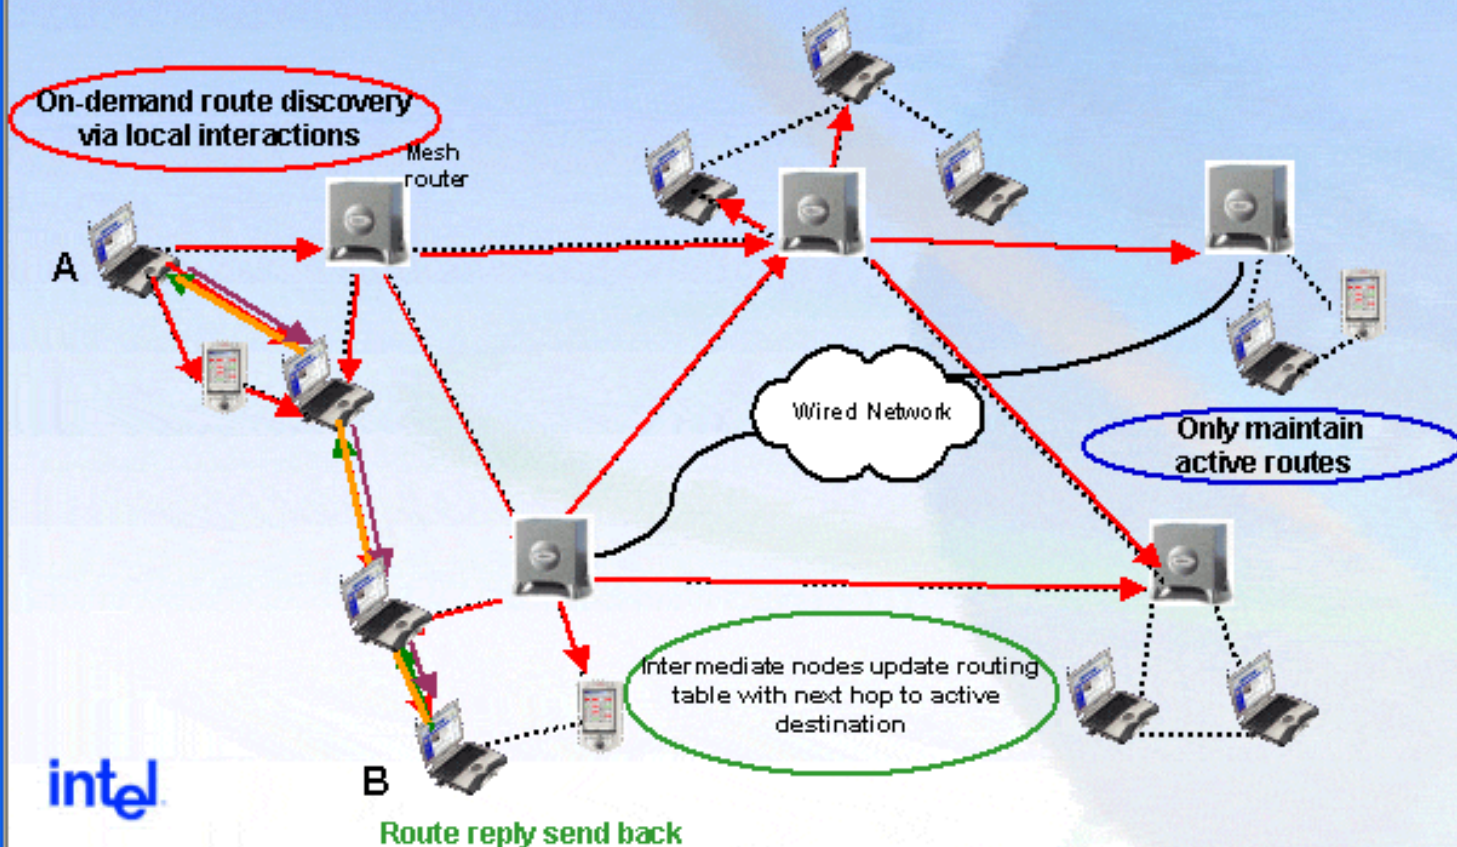 On-demand route discovery
via local interactions
Mesh
router
A
Wired Network
Only maintain
active routes
Intermediate nodes update routing
table with next hop to active
destination
intel
B
Route reply send back